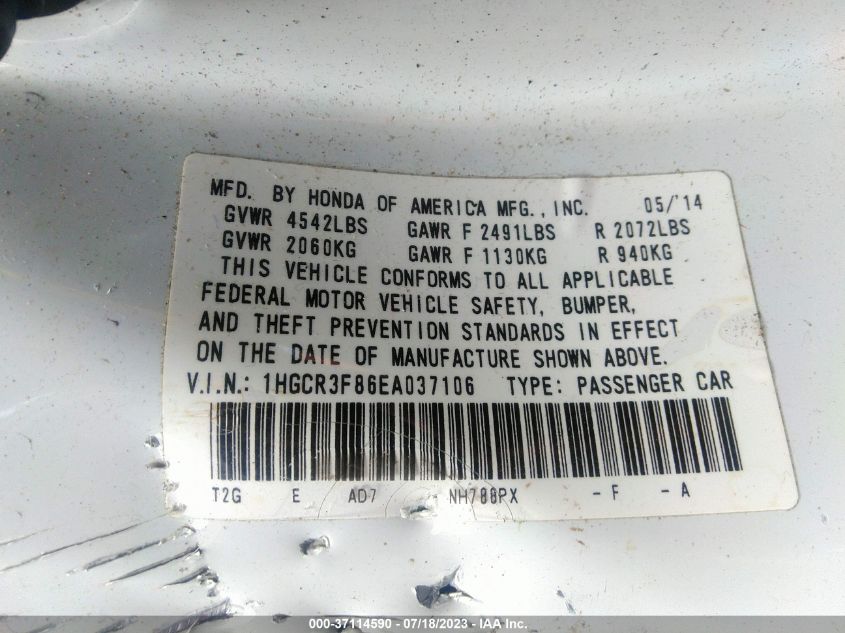 MFD. BY HONDA OF AMERICA MFG., INC. 05/'14
GVWR 4542LBS GAWR F 2491LBS R 2072LBS
GVWR 2060KG GAWR F 1130KG R 940KG
THIS VEHICLE CONFORMS TO ALL APPLICABLE
FEDERAL MOTOR VEHICLE SAFETY, BUMPER,
AND THEFT PREVENTION STANDARDS IN EFFECT
ON THE DATE OF MANUFACTURE SHOWN ABOVE.
V.I.N.: 1HGCR3F86EA037106 TYPE: PASSENGER CAR
T2G E AD7 NH788PX -F -A
000-37114590 - 07/18/2023 - IAA Inc.